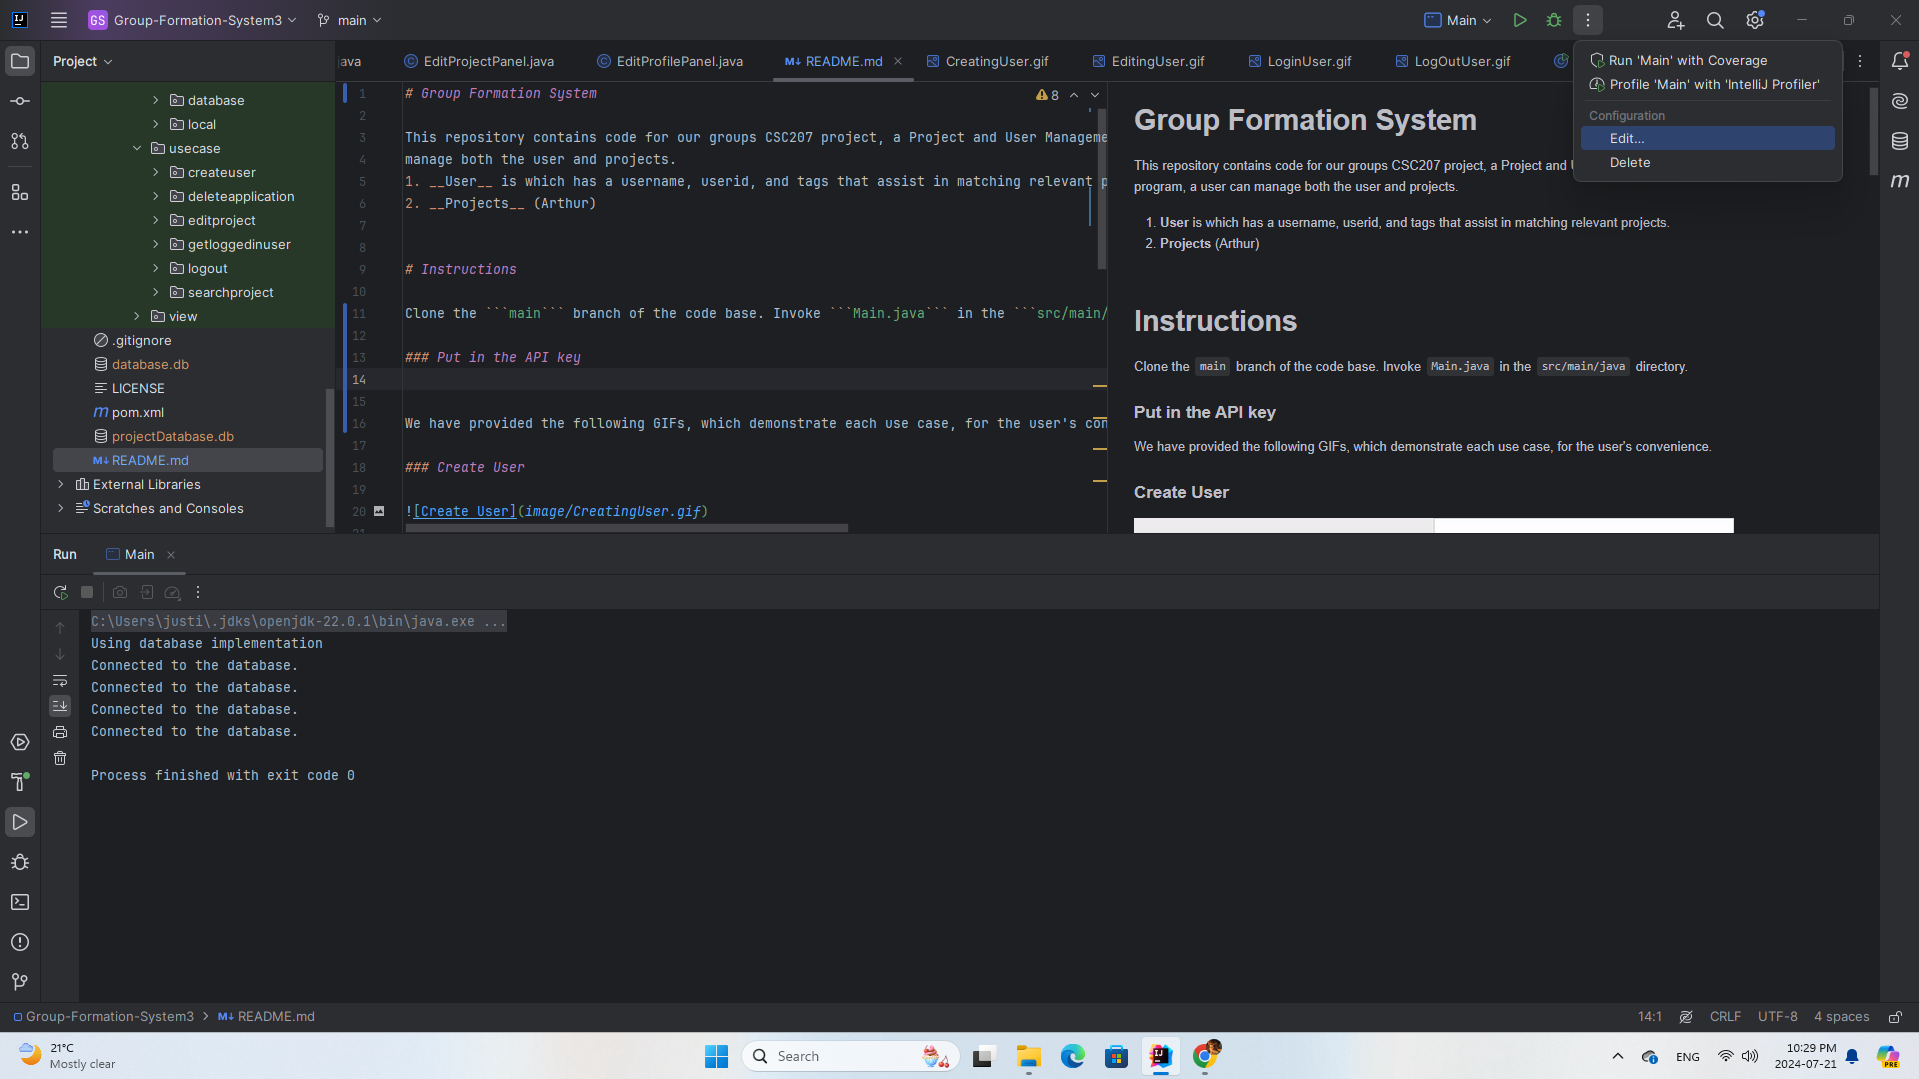 GS Group-Formation-System3 main
Main
Project
java
EditProjectPanel.java
EditProfilePanel.java
README.md
CreatingUser.gif
EditingUser.gif
LoginUser.gif
LogOutUser.gif
Run 'Main' with Coverage
Profile 'Main' with 'IntelliJ Profiler'
Configuration
Edit...
Delete
database
local
usecase
createuser
deleteapplication
editproject
getloggedinuser
logout
searchproject
view
.gitignore
database.db
LICENSE
pom.xml
projectDatabase.db
README.md
External Libraries
Scratches and Consoles
8
1 # Group Formation System
2
3 This repository contains code for our groups CSC207 project, a Project and User Manageme
4 manage both the user and projects.
5 1. __User__ is which has a username, userid, and tags that assist in matching relevant p
6 2. __Projects__ (Arthur)
7
8
9 # Instructions
10
11 Clone the ```main``` branch of the code base. Invoke ```Main.java``` in the ```src/main/
12
13 ### Put in the API key
14
15
16 We have provided the following GIFs, which demonstrate each use case, for the user's con
17
18 ### Create User
19
20 ![Create User](image/CreatingUser.gif)
21
Group Formation System
This repository contains code for our groups CSC207 project, a Project and U
program, a user can manage both the user and projects.
1. User is which has a username, userid, and tags that assist in matching relevant projects.
2. Projects (Arthur)
Instructions
Clone the main branch of the code base. Invoke Main.java in the src/main/java directory.
Put in the API key
We have provided the following GIFs, which demonstrate each use case, for the user's convenience.
Create User
Run Main
C:\Users\justi\.jdks\openjdk-22.0.1\bin\java.exe ...
Using database implementation
Connected to the database.
Connected to the database.
Connected to the database.
Connected to the database.
Process finished with exit code 0
Group-Formation-System3 > README.md
14:1 CRLF UTF-8 4 spaces
21°C
Mostly clear
Search
ENG
10:29 PM
2024-07-21
PRE